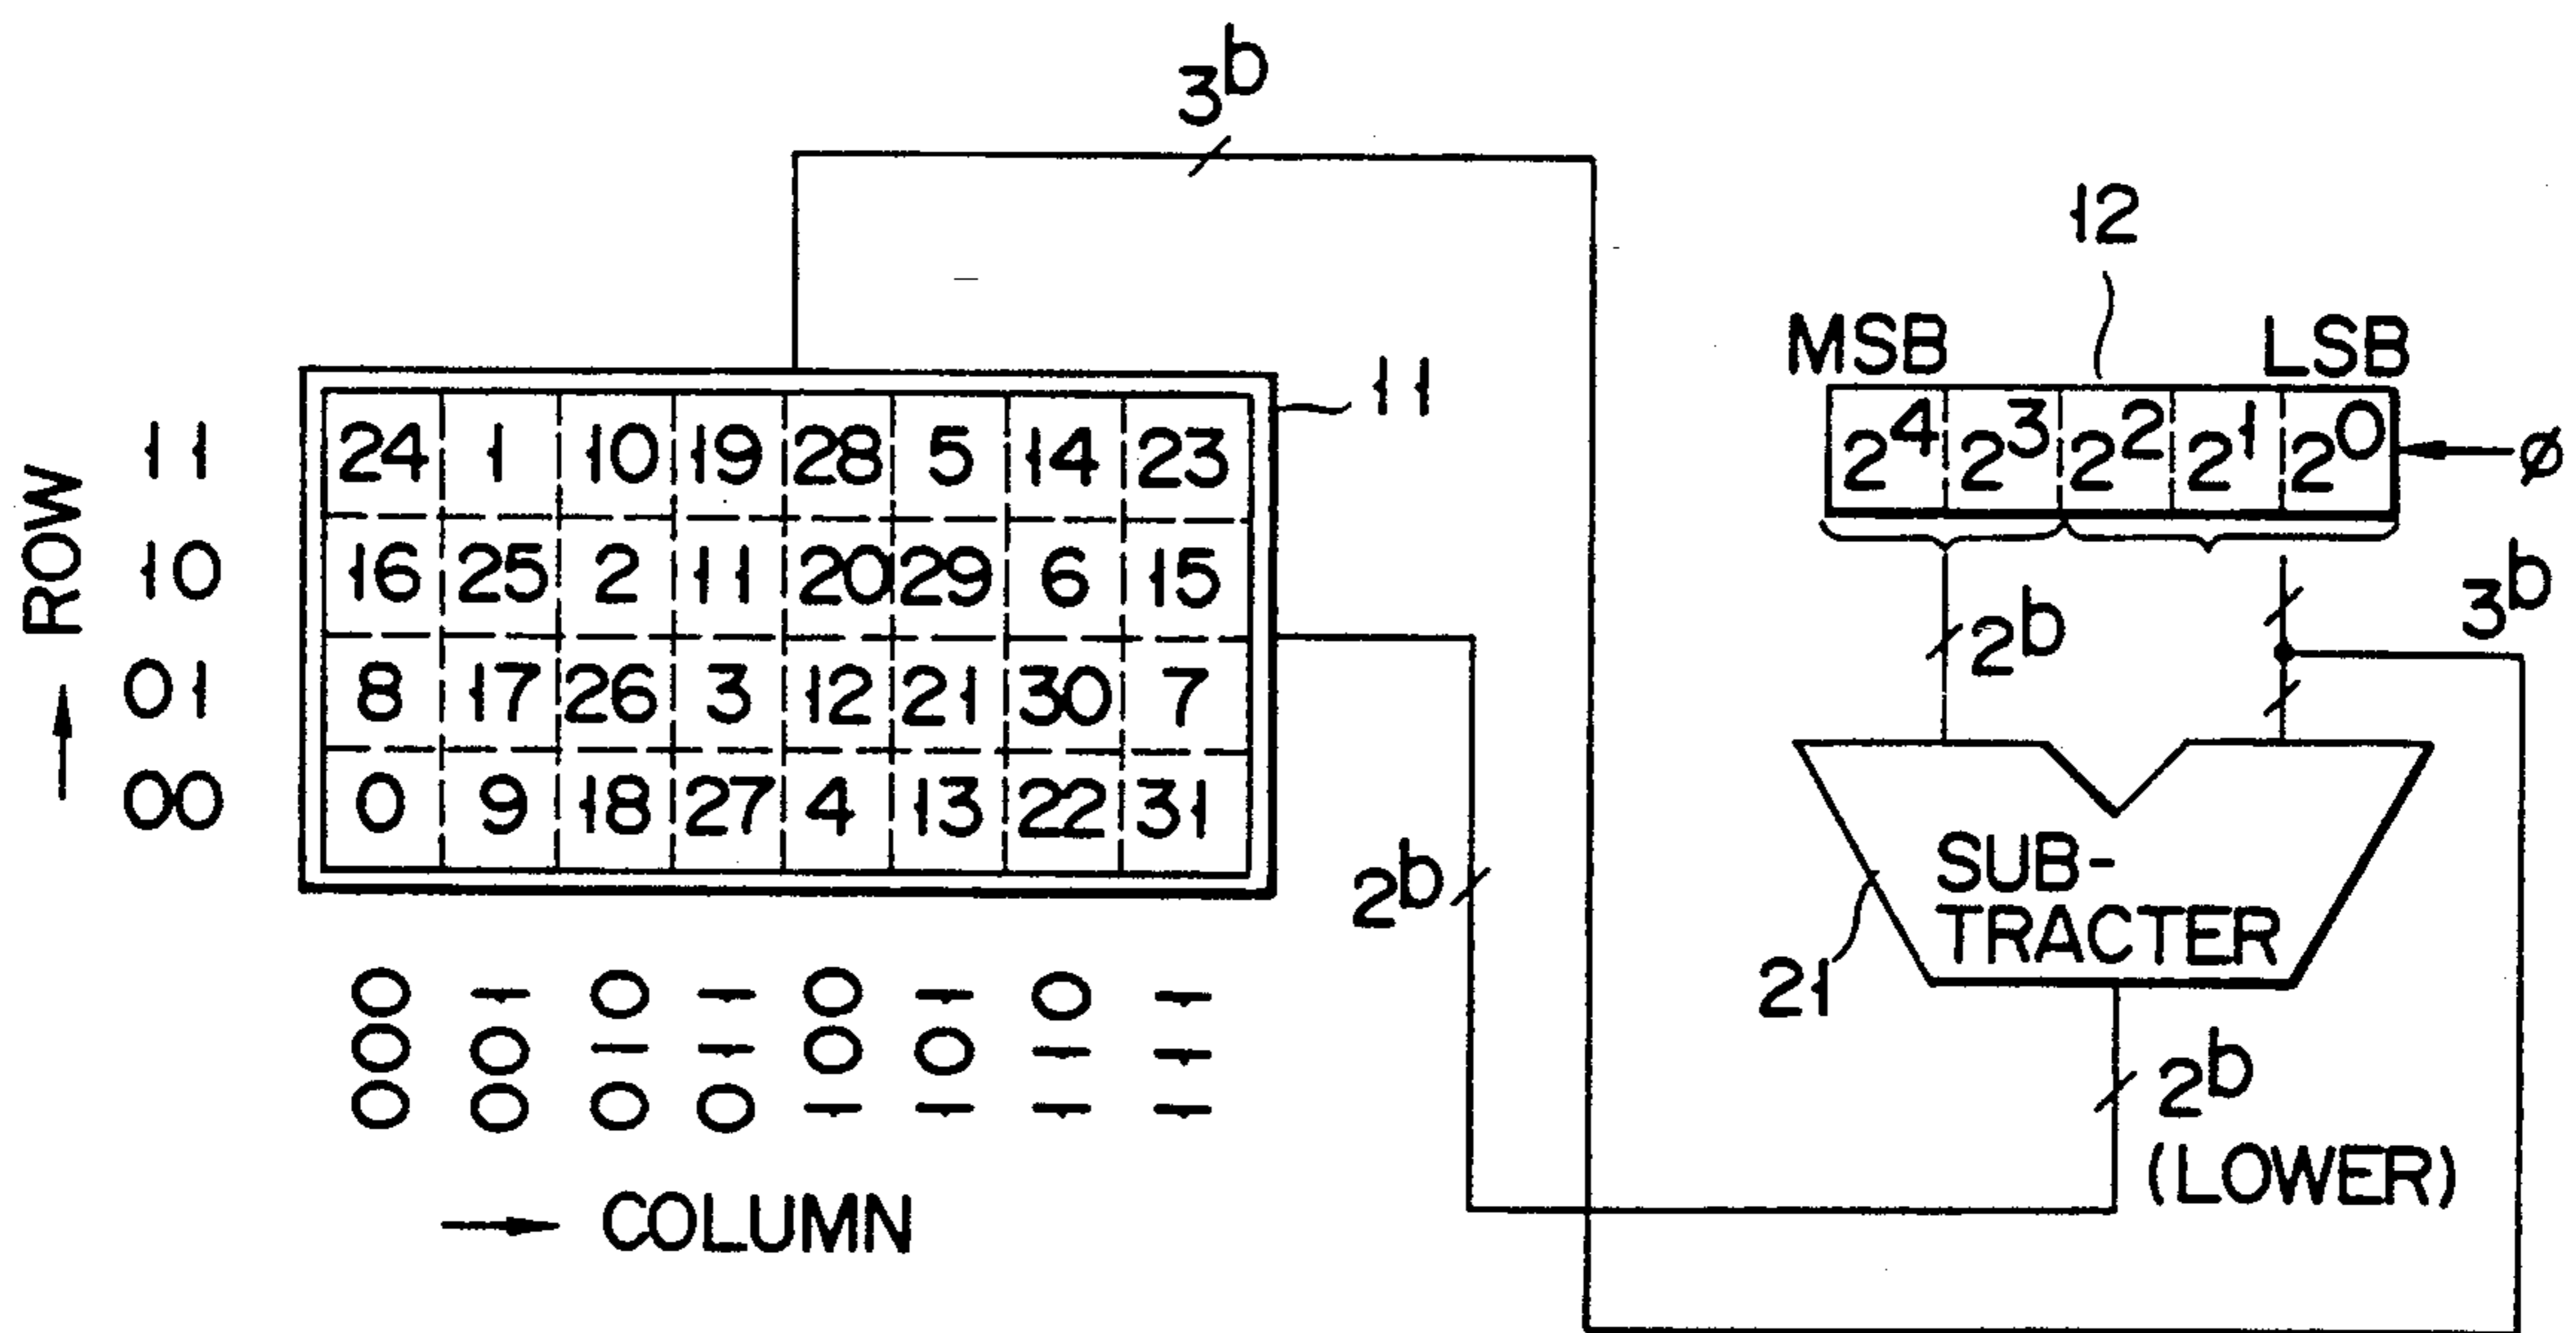 3b
12
MSB LSB
11
24 23 22 21 20 ø
ROW
11 24 1 10 19 28 5 14 23
10 16 25 2 11 20 29 6 15
01 8 17 26 3 12 21 30 7
00 0 9 18 27 4 13 22 31
2b 3b
2b
SUB-
TRACTER
21
2b
(LOWER)
0 1 0 1 0 1 0 1
0 0 1 1 0 0 1 1
0 0 0 0 1 1 1 1
COLUMN